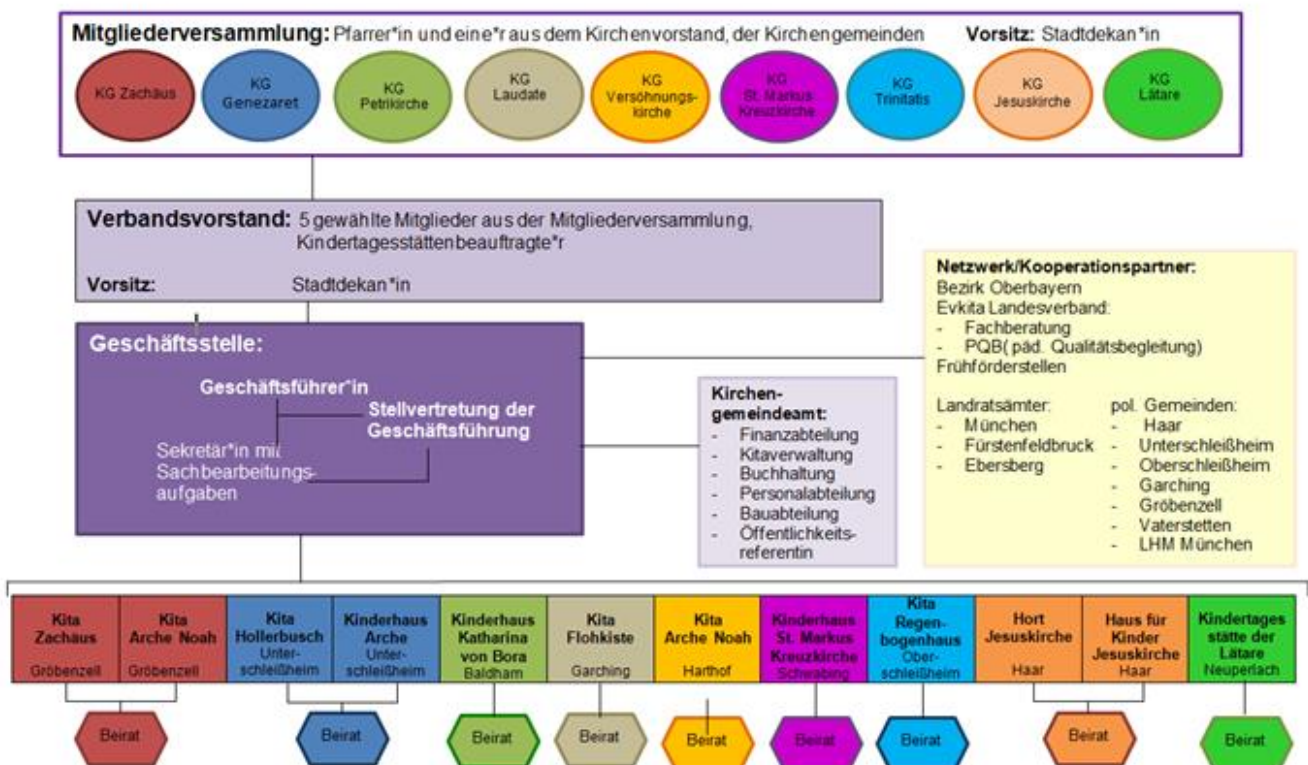 Mitgliederversammlung: Pfarrer*in und eine*r aus dem Kirchenvorstand, der Kirchengemeinden Vorsitz: Stadtdekan*in
KG Zachäus
KG
Genezaret
KG
Petrikirche
KG
Laudate
KG
Versöhnungs-
kirche
KG
St. Markus
Kreuzkirche
KG
Trinitatis
KG
Jesuskirche
KG
Lätare
Verbandsvorstand: 5 gewählte Mitglieder aus der Mitgliederversammlung,
Kindertagesstättenbeauftragte*r
Vorsitz: Stadtdekan*in
Geschäftsstelle:
Geschäftsführer*in
Stellvertretung der
Geschäftsführung
Sekretär*in mit
Sachbearbeitungs-
aufgaben
Kirchen-
gemeindeamt:
- Finanzabteilung
- Kitaverwaltung
- Buchhaltung
- Personalabteilung
- Bauabteilung
- Öffentlichkeits-
referentin
Netzwerk/Kooperationspartner:
Bezirk Oberbayern
Evkita Landesverband:
- Fachberatung
- PQB( päd. Qualitätsbegleitung)
Frühförderstellen
Landratsämter:
- München
- Fürstenfeldbruck
- Ebersberg
pol. Gemeinden:
- Haar
- Unterschleißheim
- Oberschleißheim
- Garching
- Gröbenzell
- Vaterstetten
- LHM München
Kita
Zachäus
Gröbenzell
Kita
Arche Noah
Gröbenzell
Kita
Hollerbusch
Unter-
schleißheim
Kinderhaus
Arche
Unter-
schleißheim
Kinderhaus
Katharina
von Bora
Baldham
Kita
Flohkiste
Garching
Kita
Arche Noah
Harthof
Kinderhaus
St. Markus
Kreuzkirche
Schwabing
Kita
Regen-
bogenhaus
Ober-
schleißheim
Hort
Jesuskirche
Haar
Haus für
Kinder
Jesuskirche
Haar
Kindertages
stätte der
Lätare
Neuperlach
Beirat
Beirat
Beirat
Beirat
Beirat
Beirat
Beirat
Beirat
Beirat